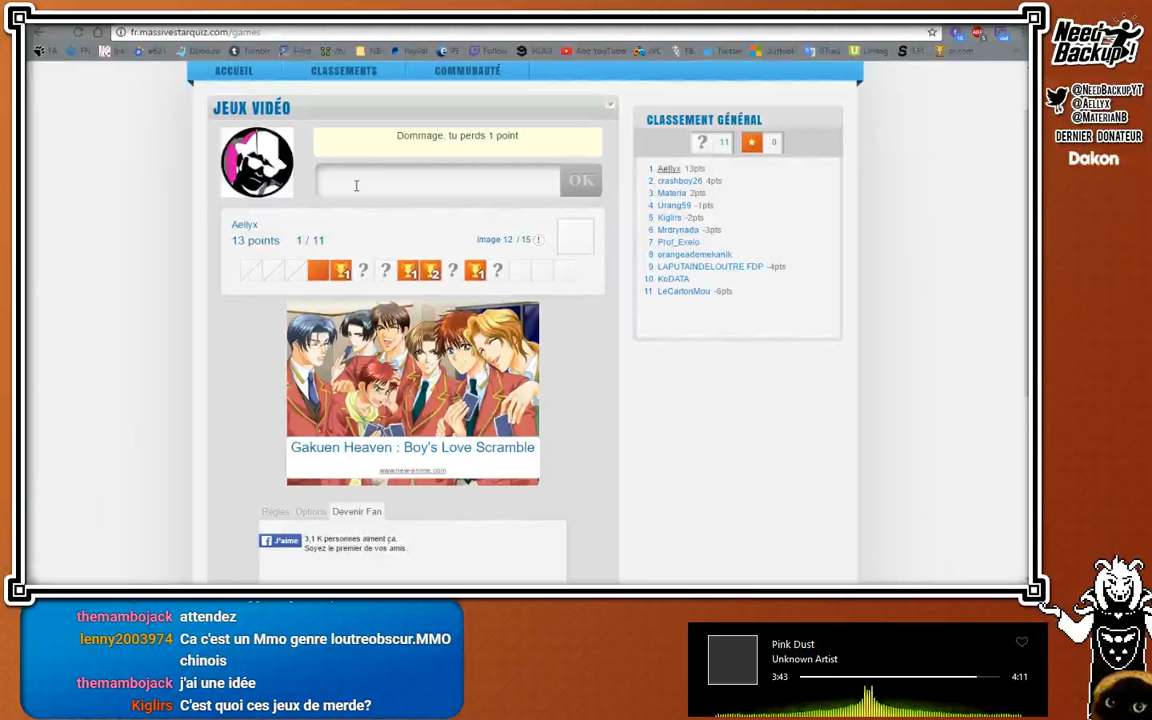 fr.massivestarquiz.com/games
ACCUEIL
CLASSEMENTS
COMMUNAUTÉ
JEUX VIDÉO
Dommage, tu perds 1 point
OK
Aellyx
13 points 1 / 11
Image 12 / 15
Gakuen Heaven : Boy's Love Scramble
www.new-anime.com
Règles Options Devenir Fan
J'aime
3,1 K personnes aiment ça.
Soyez le premier de vos amis.
CLASSEMENT GÉNÉRAL
? 11 0
1 Aellyx 13pts
2 crashboy26 4pts
3 Materia 2pts
4 Urang59 -1pts
5 Kiglirs -2pts
6 Mrdrynada -3pts
7 Prof_Exelo
8 orangeademekanik
9 LAPUTAINDELOUTRE FDP -4pts
10 KoDATA
11 LeCartonMou -6pts
NEED
BACKUP!
@NEEDBACKUPYT
@AELLYX
@MATERIANB
DERNIER DONATEUR
Dakon
themambojack attendez
lenny2003974 Ca c'est un Mmo genre loutreobscur.MMO
chinois
themambojack j'ai une idée
Kiglirs C'est quoi ces jeux de merde?
Pink Dust
Unknown Artist
3:43 4:11